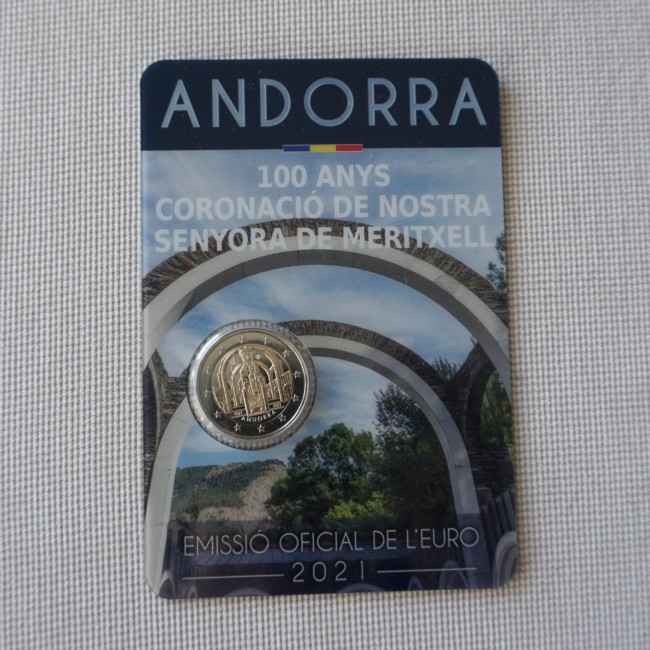 ANDORRA
100 ANYS
CORONACIÓ DE NOSTRA
SENYORA DE MERITXELL
ANDORRA
EMISSIÓ OFICIAL DE L'EURO
2021